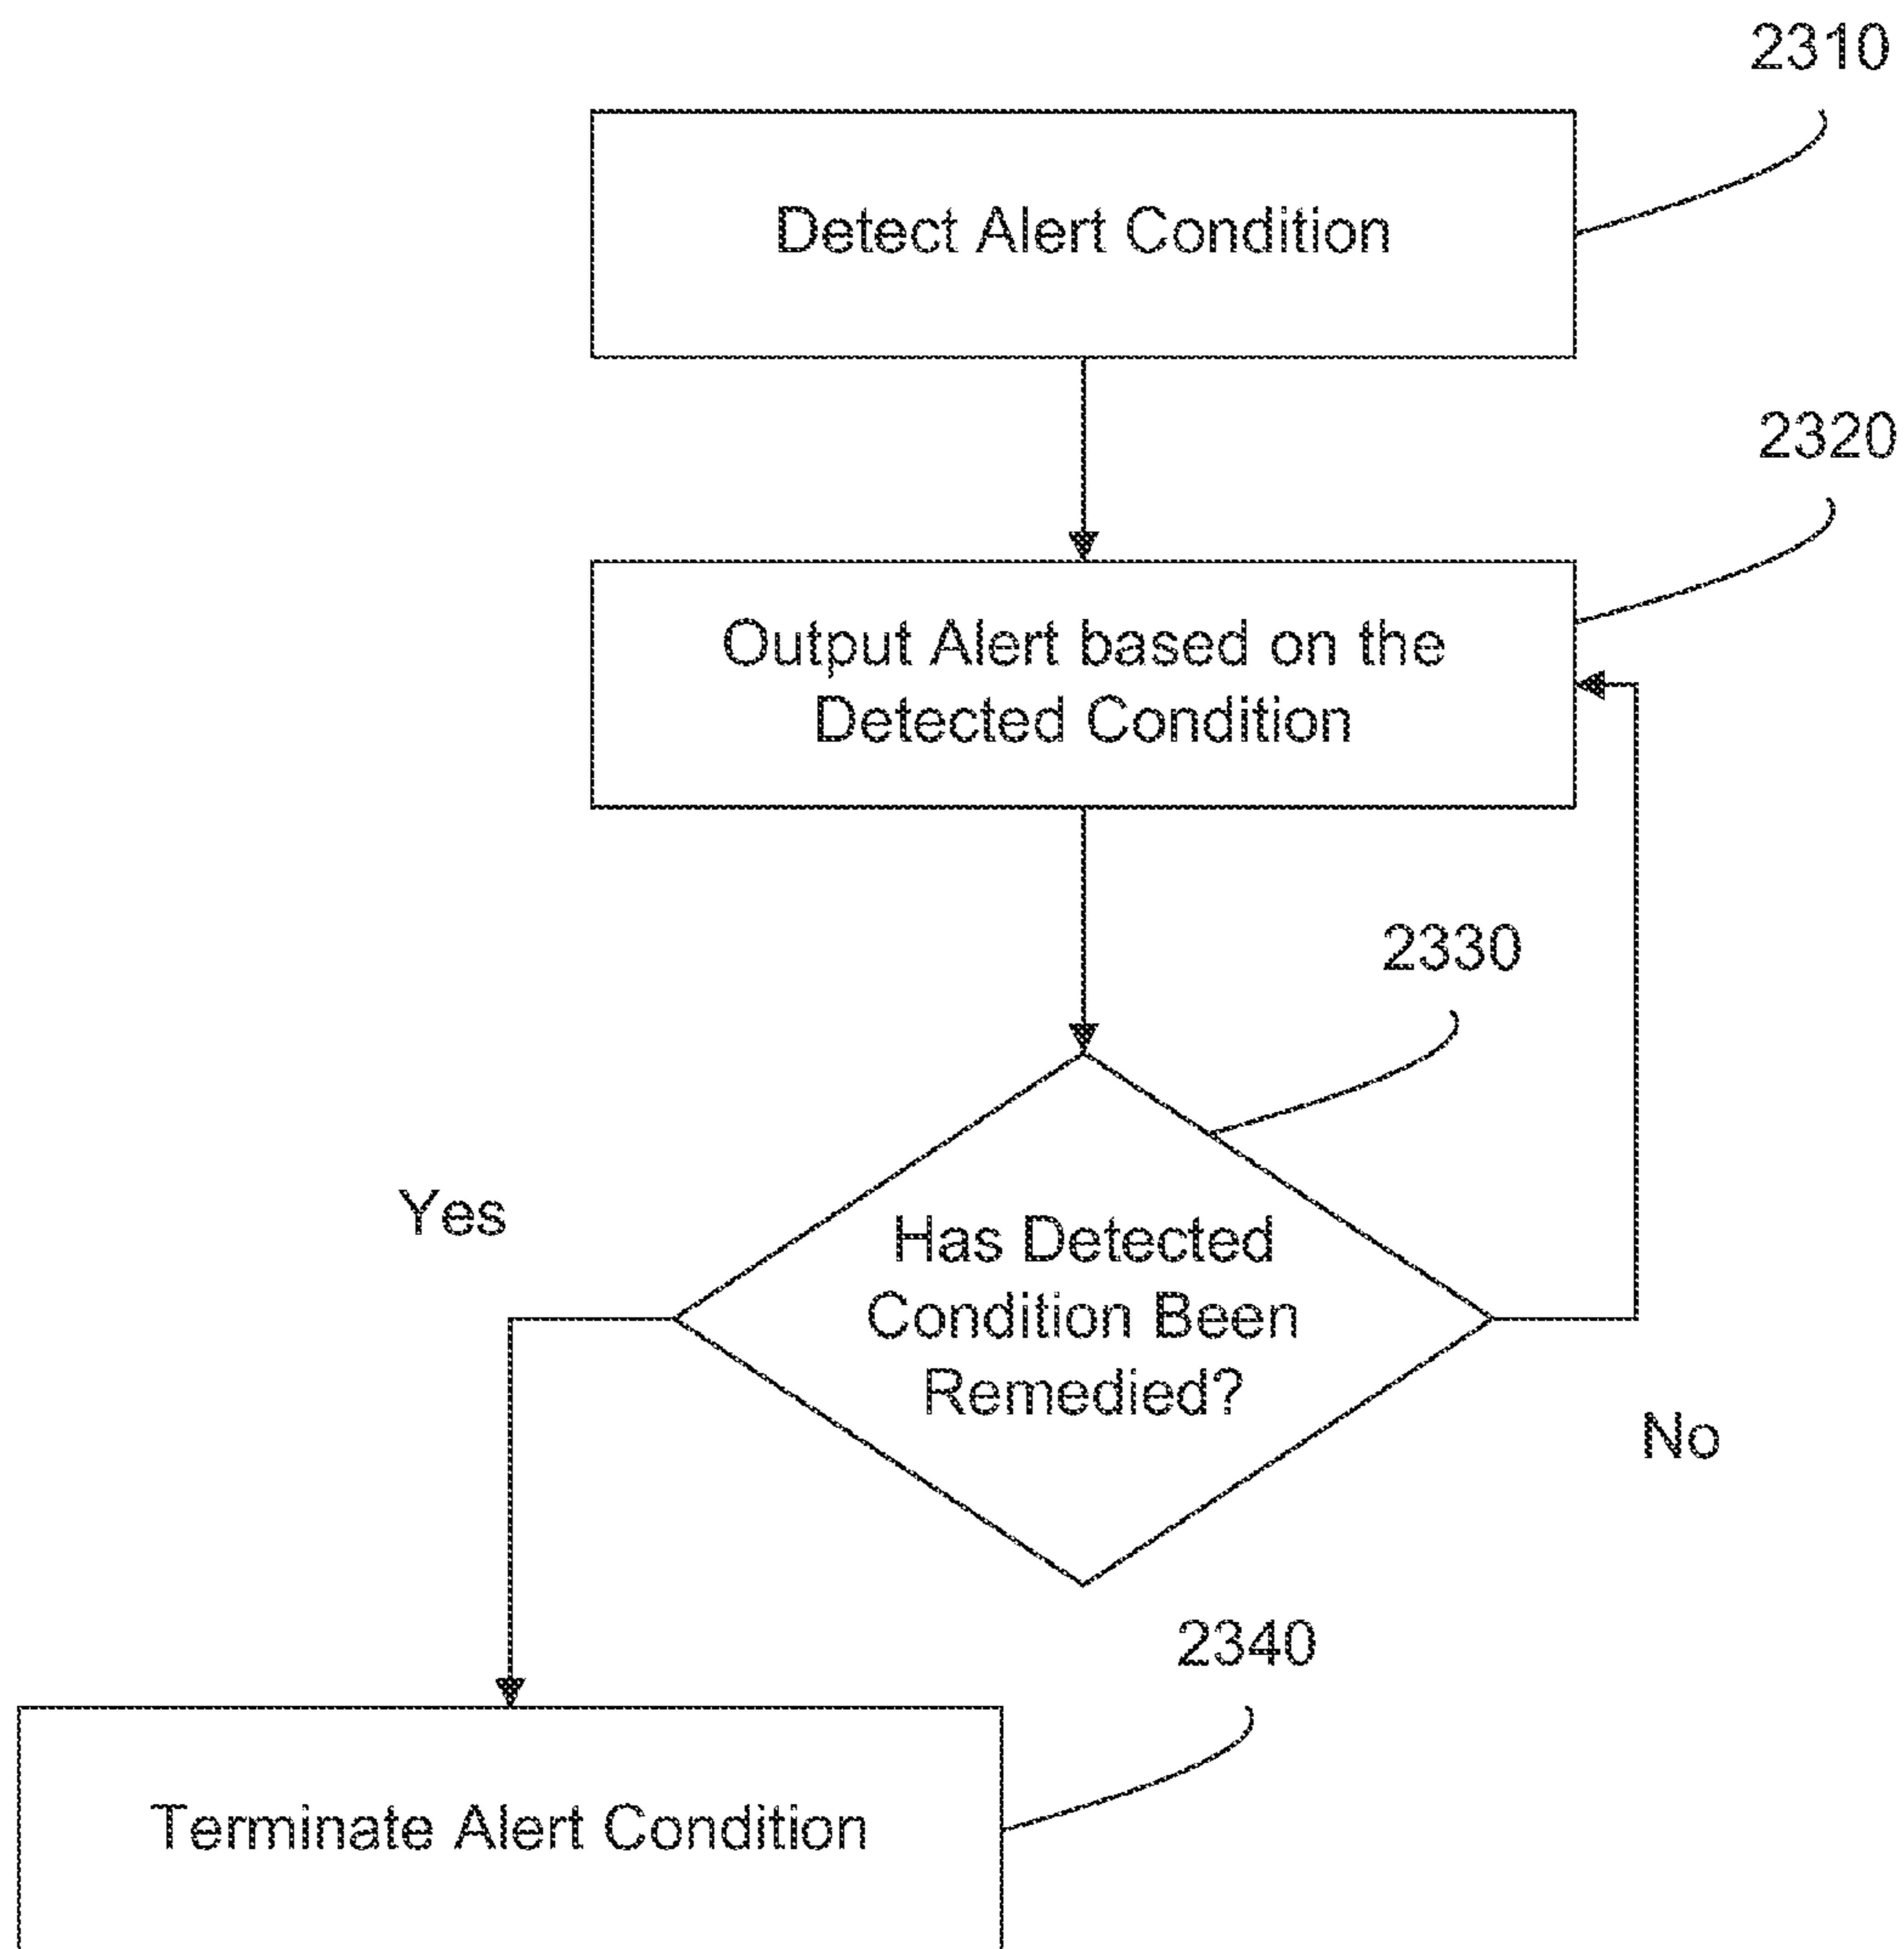 2310
Detect Alert Condition
2320
Output Alert based on the
Detected Condition
2330
Yes
Has Detected
Condition Been
Remedied?
No
2340
Terminate Alert Condition